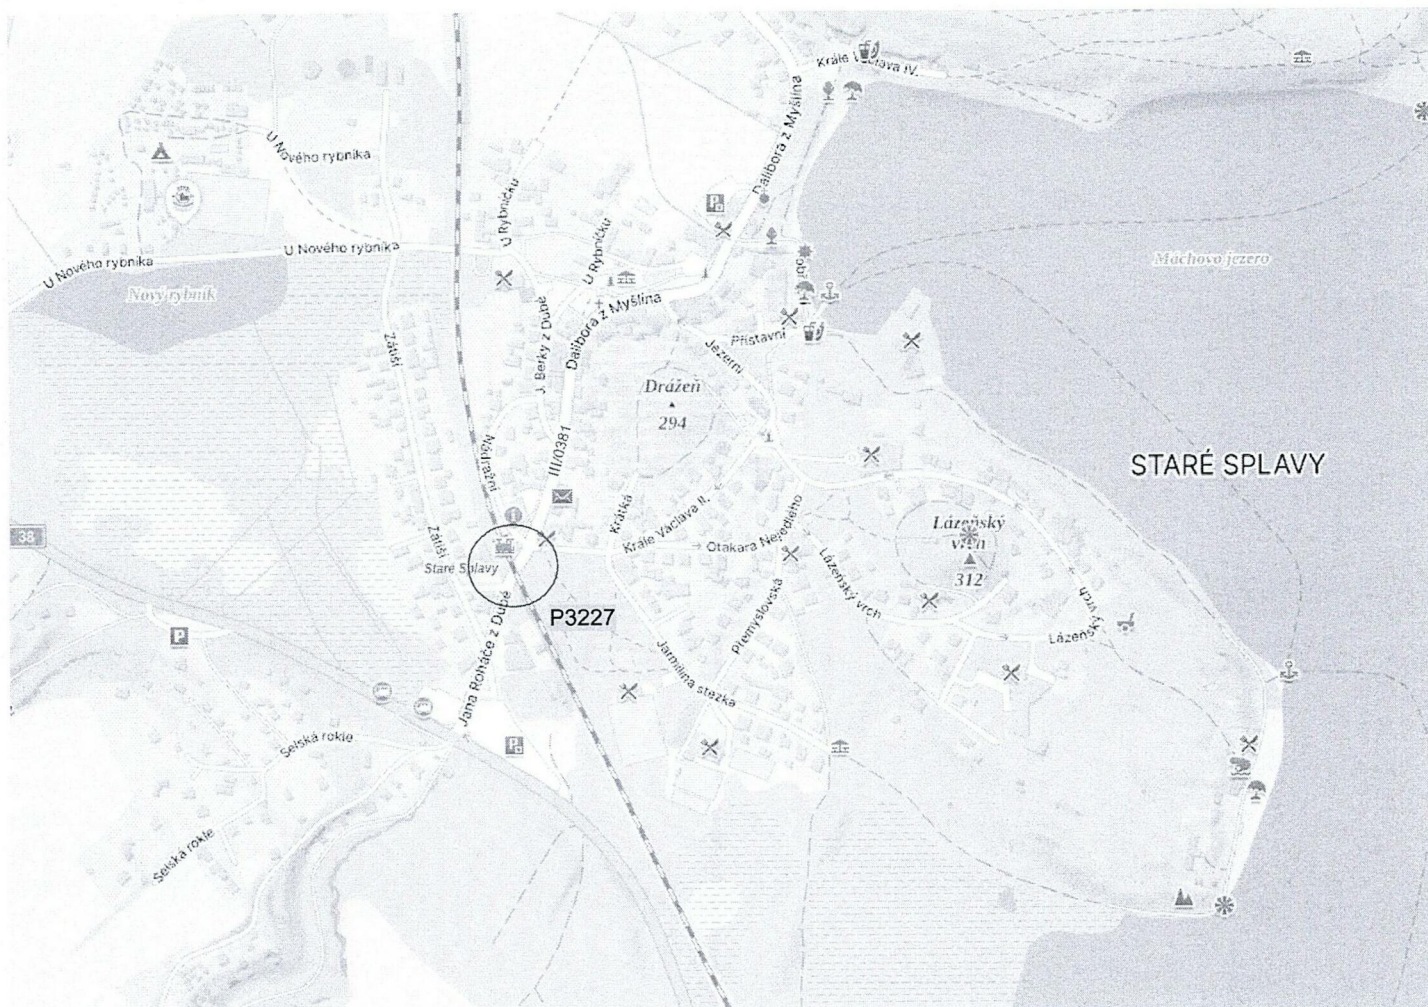 Krále Václava IV.
Dalibora z Myšlína
U Nového rybníka
U Rybníčku
U Rybníčku
U Nového rybníka
U Nového rybníka
Nový rybník
Máchovo jezero
J. Berky z Dubé
Dalibora z Myšlína
Přístavní
Jezerní
Zátiší
Drážeň
294
Nádražní
III/0381
STARÉ SPLAVY
Krátká
Krále Václava II.
Otakara Nejedlého
Lázeňský
vrch
312
38
Zátiší
Staré Splavy
P3227
Lázeňský vrch
Přemyslovská
Lázeňský vrch
Jana Roháče z Dubé
Jarmilina stezka
P
P
P
Selská rokle
Selská rokle